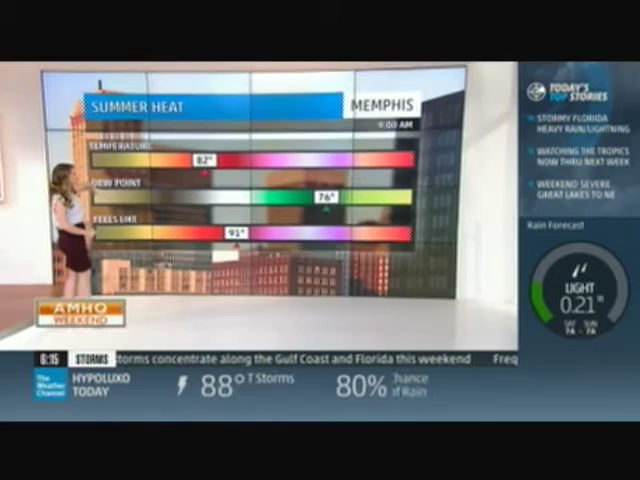 SUMMER HEAT
MEMPHIS
9:00 AM
TEMPERATURE
82°
DEW POINT
76°
FEELS LIKE
91°
AMHQ
WEEKEND
TODAY'S
TOP STORIES
STORMY FLORIDA
HEAVY RAIN/LIGHTNING
WATCHING THE TROPICS
NOW THRU NEXT WEEK
WEEKEND SEVERE
GREAT LAKES TO NE
Rain Forecast
LIGHT
0.21"
SAT SUN
7A - 7A
6:15
STORMS
torms concentrate along the Gulf Coast and Florida this weekend
Freq
The
Weather
Channel
HYPOLUXO
TODAY
88° T Storms
80% Chance
of Rain